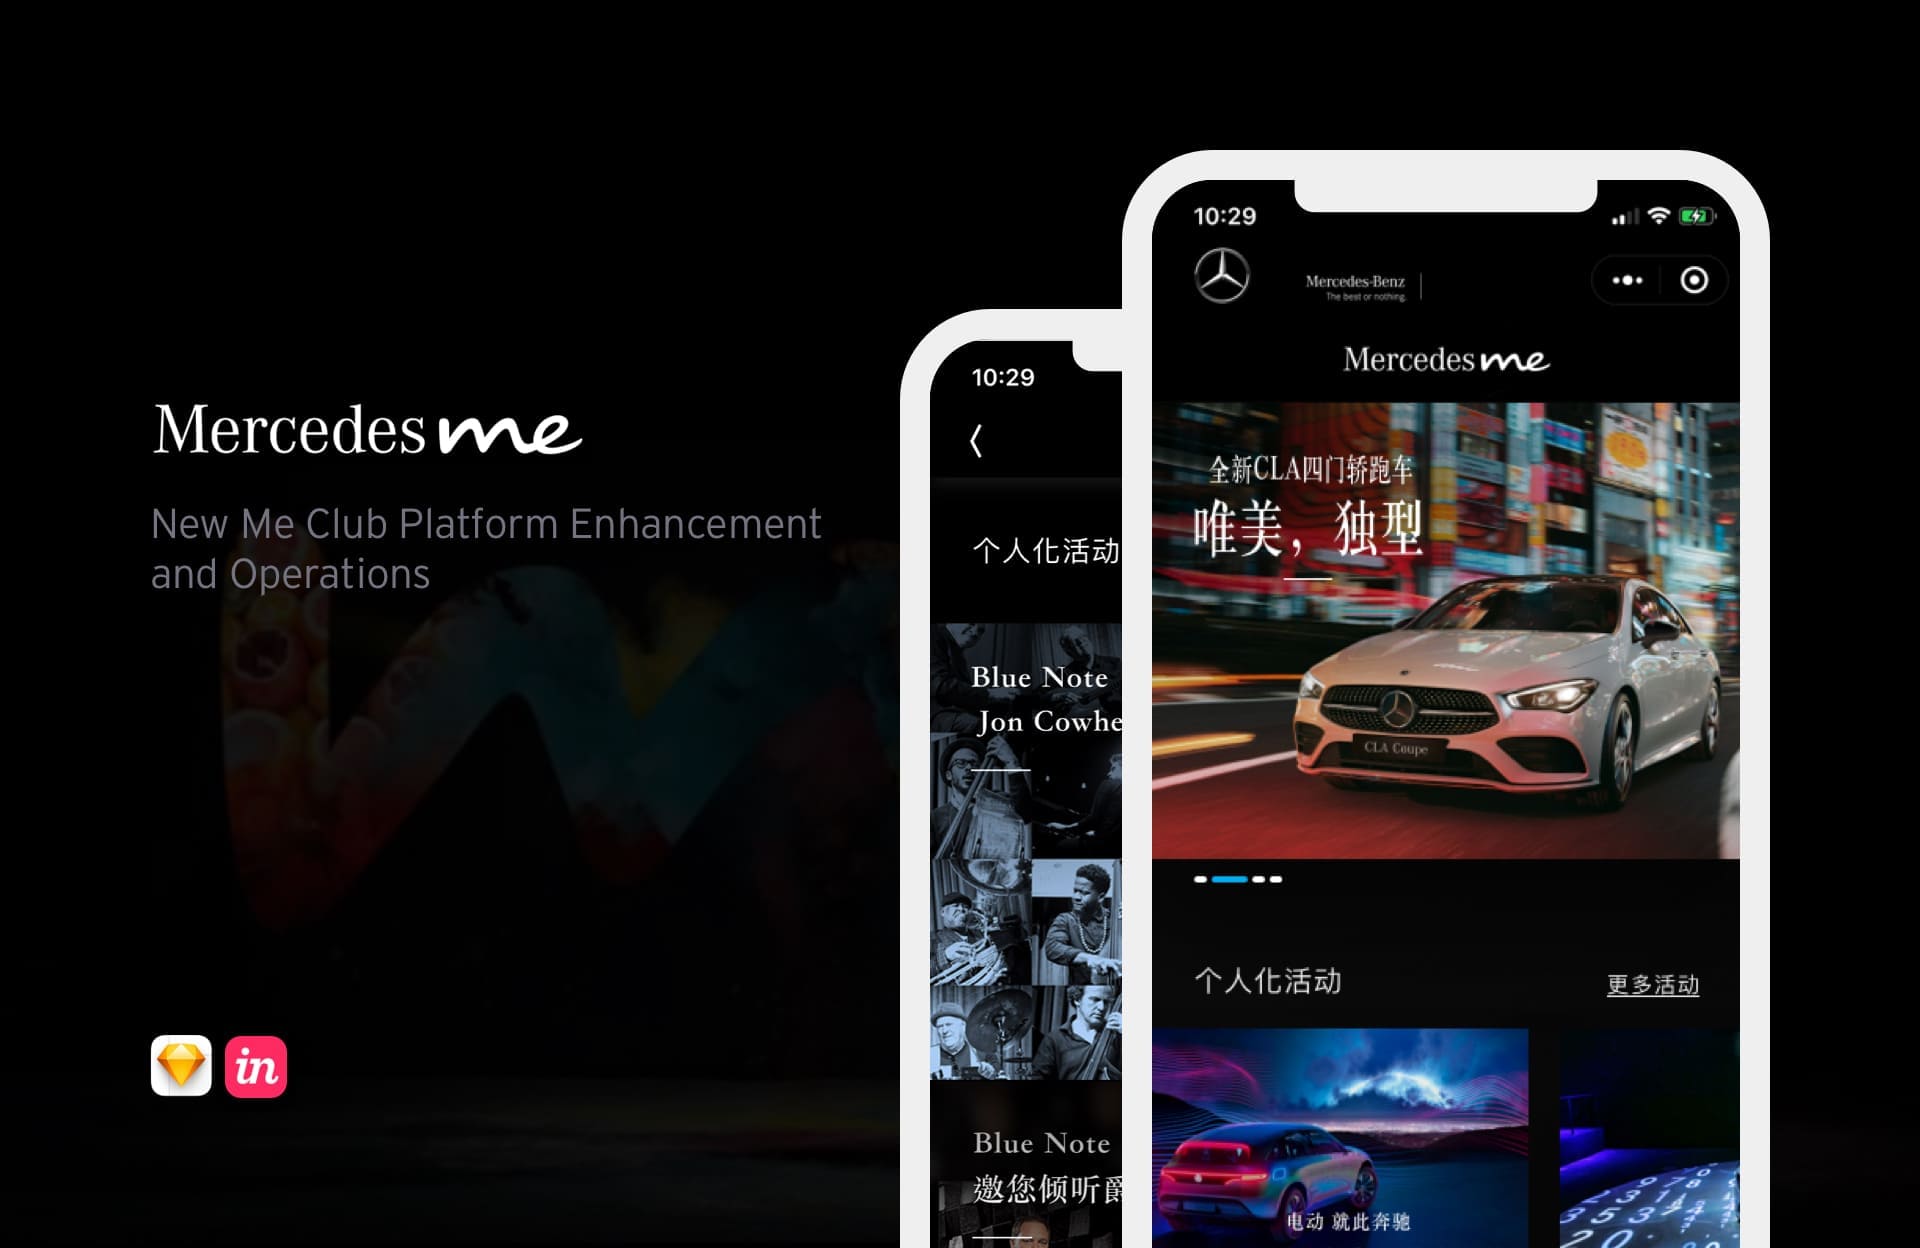 Mercedes me
New Me Club Platform Enhancement
and Operations
in
10:29
个人化活动
Blue Note
Jon Cowhe
Blue Note
邀您倾听爵
10:29
Mercedes-Benz
The best or nothing.
Mercedes me
全新CLA四门轿跑车
唯美，独型
CLA Coupe
个人化活动
更多活动
电动 就此奔驰